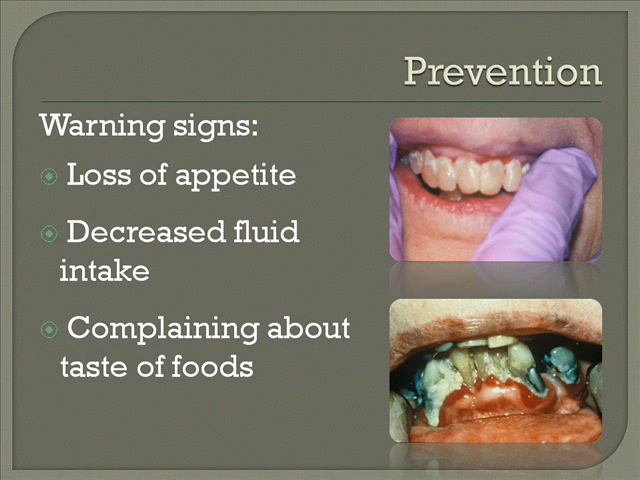 Prevention
Warning signs:
Loss of appetite
Decreased fluid
intake
Complaining about
taste of foods